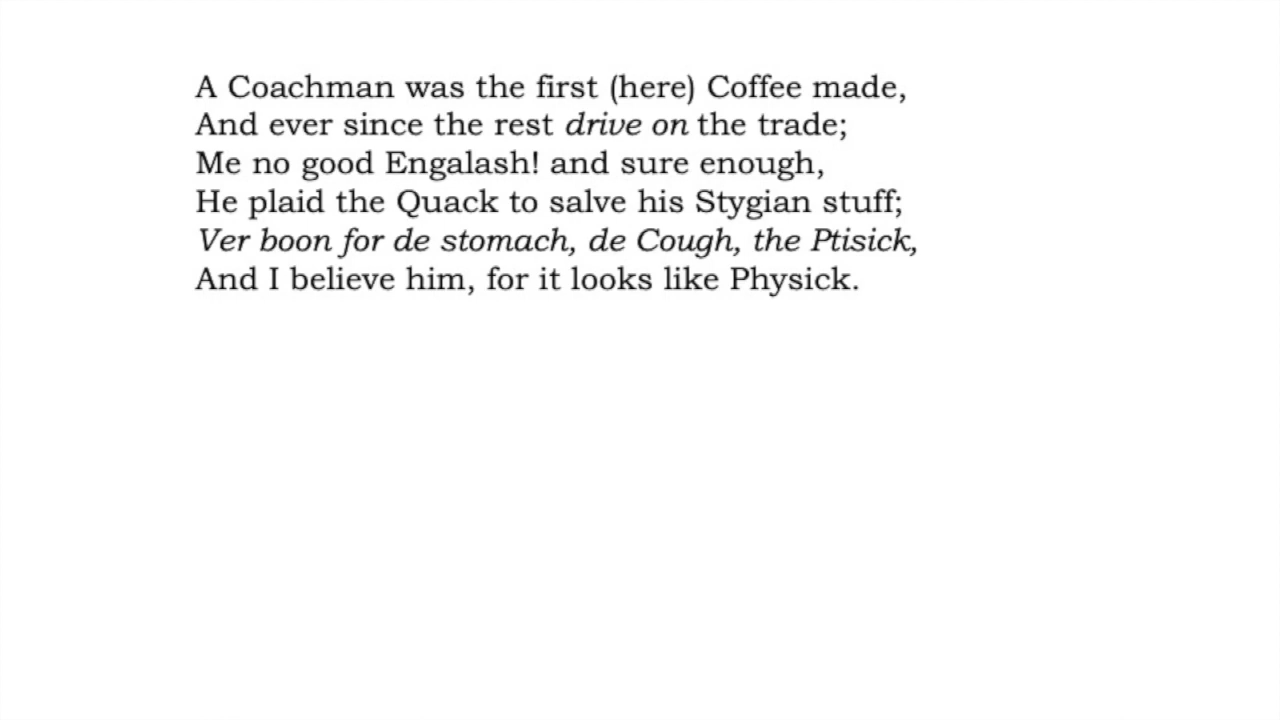 A Coachman was the first (here) Coffee made,
And ever since the rest drive on the trade;
Me no good Engalash! and sure enough,
He plaid the Quack to salve his Stygian stuff;
Ver boon for de stomach, de Cough, the Ptisick,
And I believe him, for it looks like Physick.